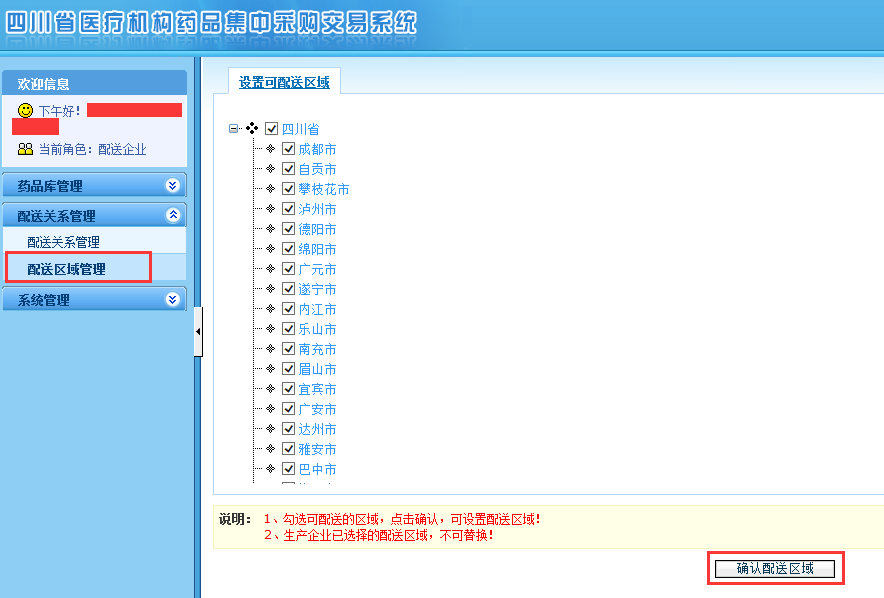 四川省医疗机构药品集中采购交易系统
欢迎信息
下午好！
当前角色：配送企业
药品库管理
配送关系管理
配送关系管理
配送区域管理
系统管理
设置可配送区域
四川省
成都市
自贡市
攀枝花市
泸州市
德阳市
绵阳市
广元市
遂宁市
内江市
乐山市
南充市
眉山市
宜宾市
广安市
达州市
雅安市
巴中市
说明：1、勾选可配送的区域，点击确认，可设置配送区域！
2、生产企业已选择的配送区域，不可替换！
确认配送区域